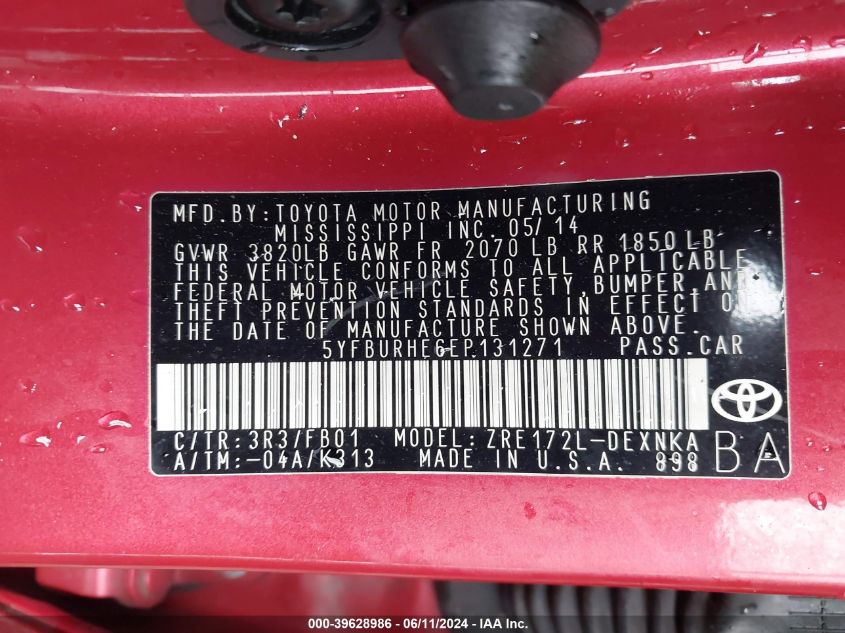 MFD.BY:TOYOTA MOTOR MANUFACTURING
MISSISSIPPI INC. 05/14
GVWR 3820LB GAWR FR 2070 LB RR 1850 LB
THIS VEHICLE CONFORMS TO ALL APPLICABLE
FEDERAL MOTOR VEHICLE SAFETY,BUMPER,AND
THEFT PREVENTION STANDARDS IN EFFECT ON
THE DATE OF MANUFACTURE SHOWN ABOVE.
5YFBURHE6EP131271 PASS.CAR
C/TR:3R3/FB01 MODEL:ZRE172L-DEXNKA
A/TM:-04A/K313 MADE IN U.S.A. 898
BA
000-39628986 - 06/11/2024 - IAA Inc.